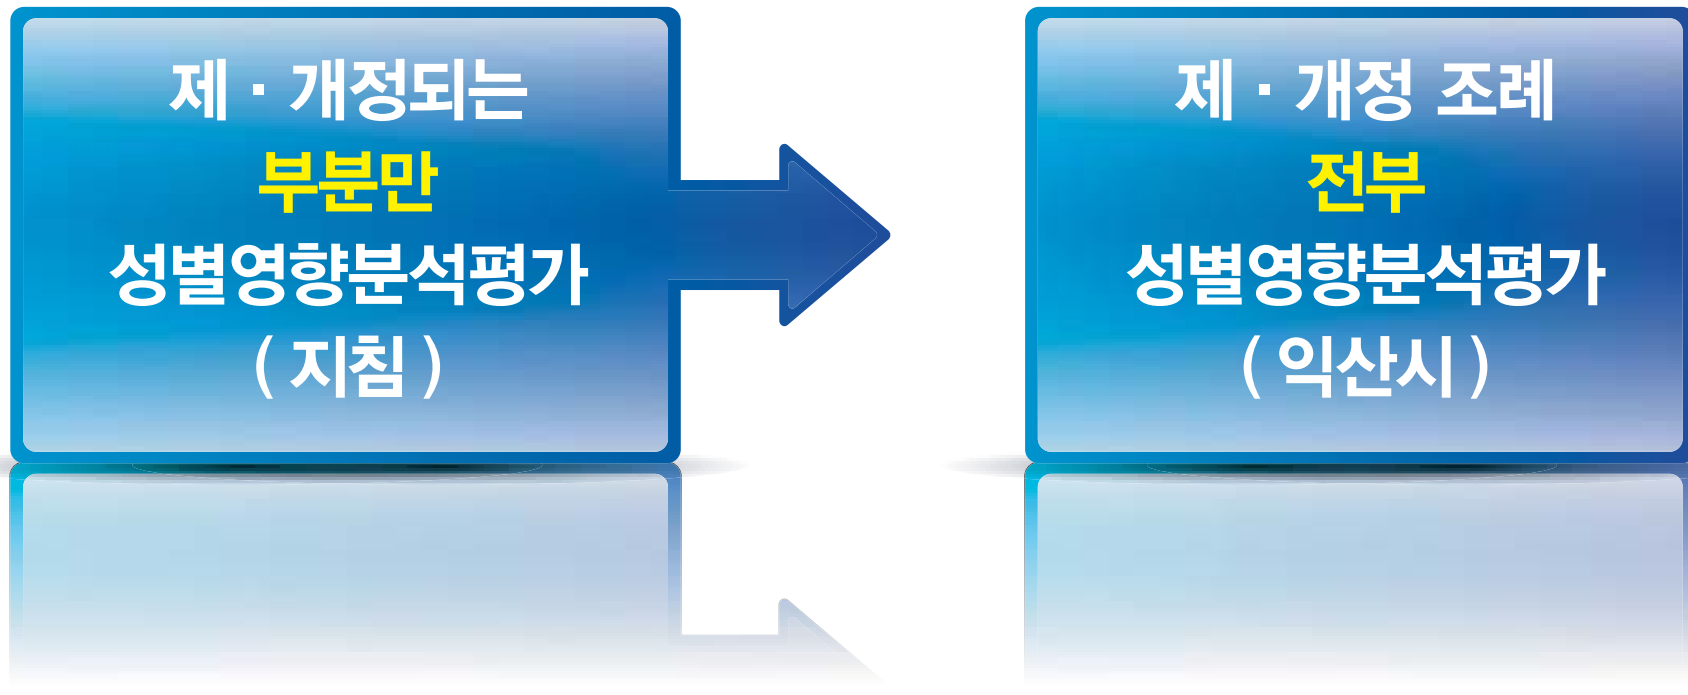 제 · 개정되는
부분만
성별영향분석평가
( 지침 )
제 · 개정 조례
전부
성별영향분석평가
( 익산시 )